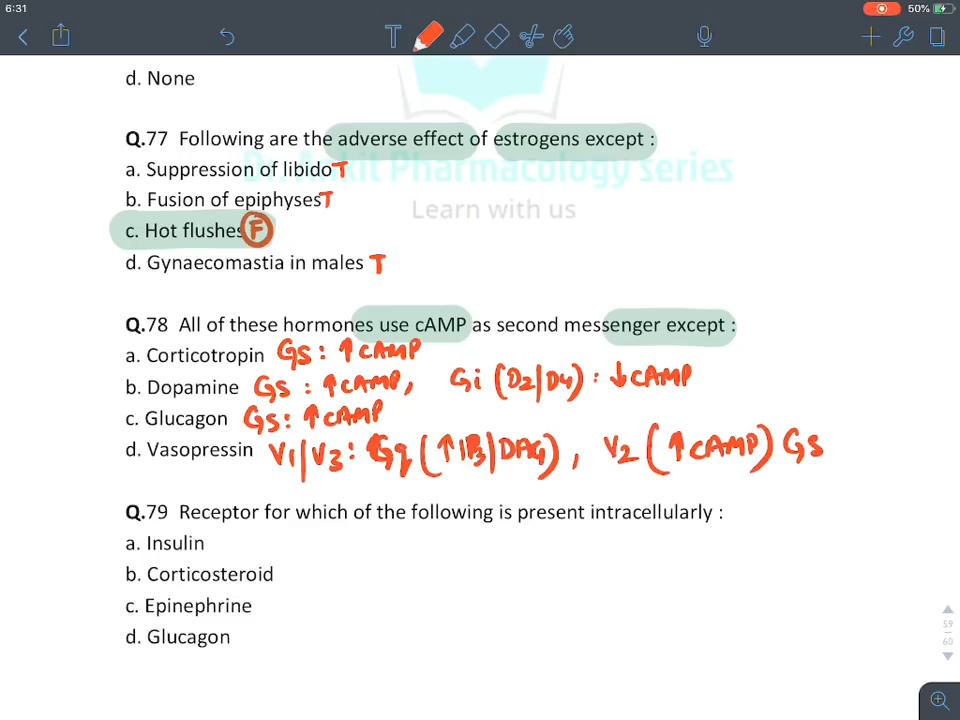 6:31
50%
d. None
Q.77 Following are the adverse effect of estrogens except :
a. Suppression of libido T
Dr. Ankit Pharmacology series
b. Fusion of epiphyses T
Learn with us
c. Hot flushes F
d. Gynaecomastia in males T
Q.78 All of these hormones use cAMP as second messenger except :
a. Corticotropin Gs : ↑ cAMP
b. Dopamine Gs : ↑ cAMP, Gi (D2|D4) : ↓ cAMP
c. Glucagon Gs : ↑ cAMP
d. Vasopressin V1|V3 : Gq (↑ IP3|DAG), V2 (↑ cAMP) Gs
Q.79 Receptor for which of the following is present intracellularly :
a. Insulin
b. Corticosteroid
c. Epinephrine
d. Glucagon
59
60